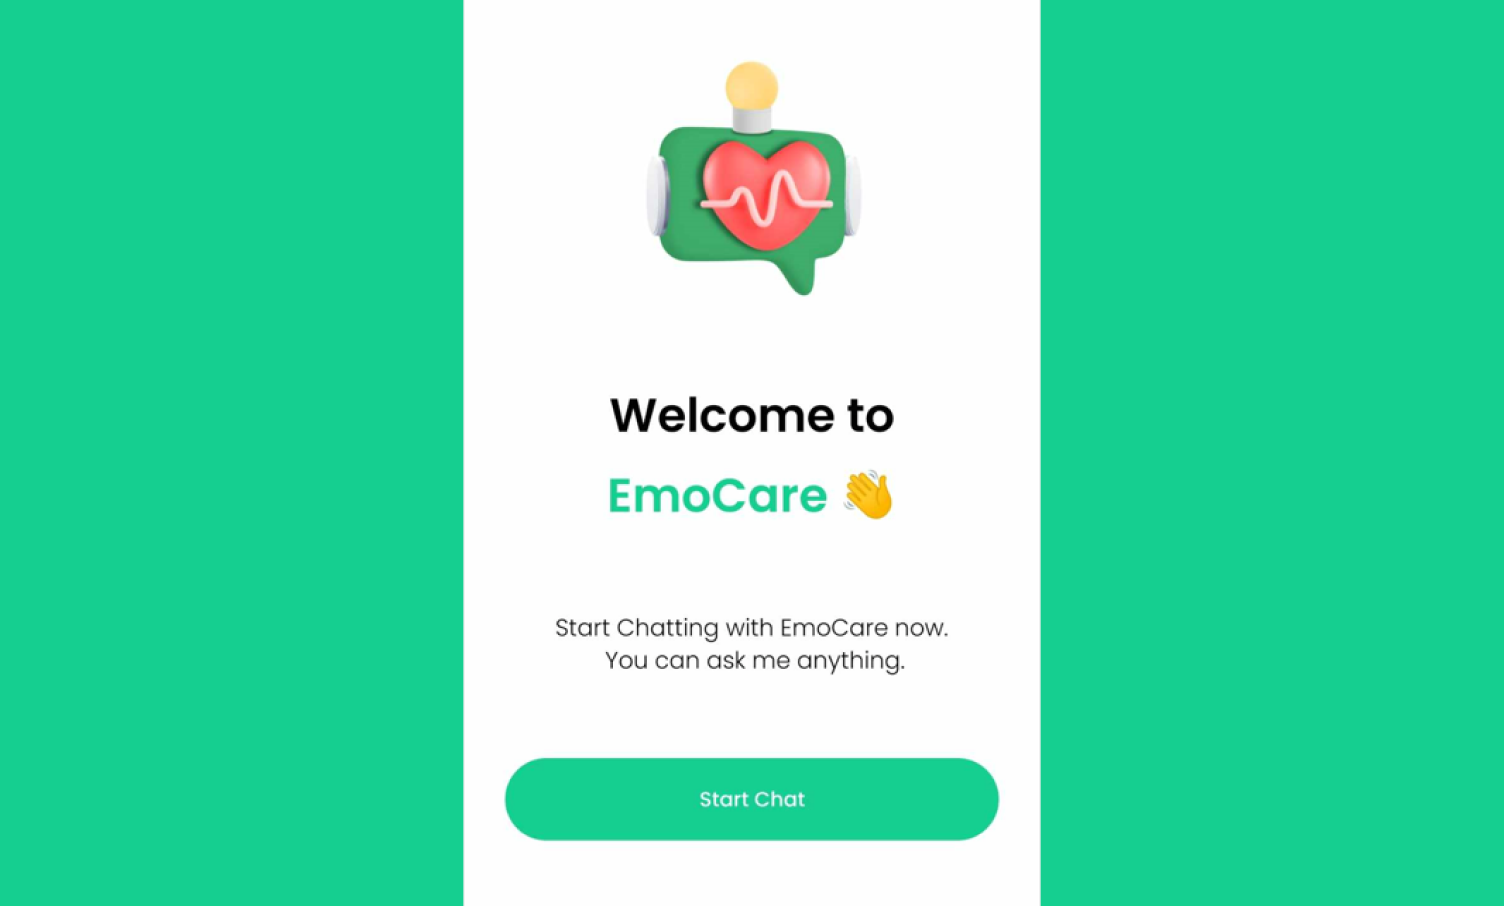 Welcome to
EmoCare 👋
Start Chatting with EmoCare now.
You can ask me anything.
Start Chat